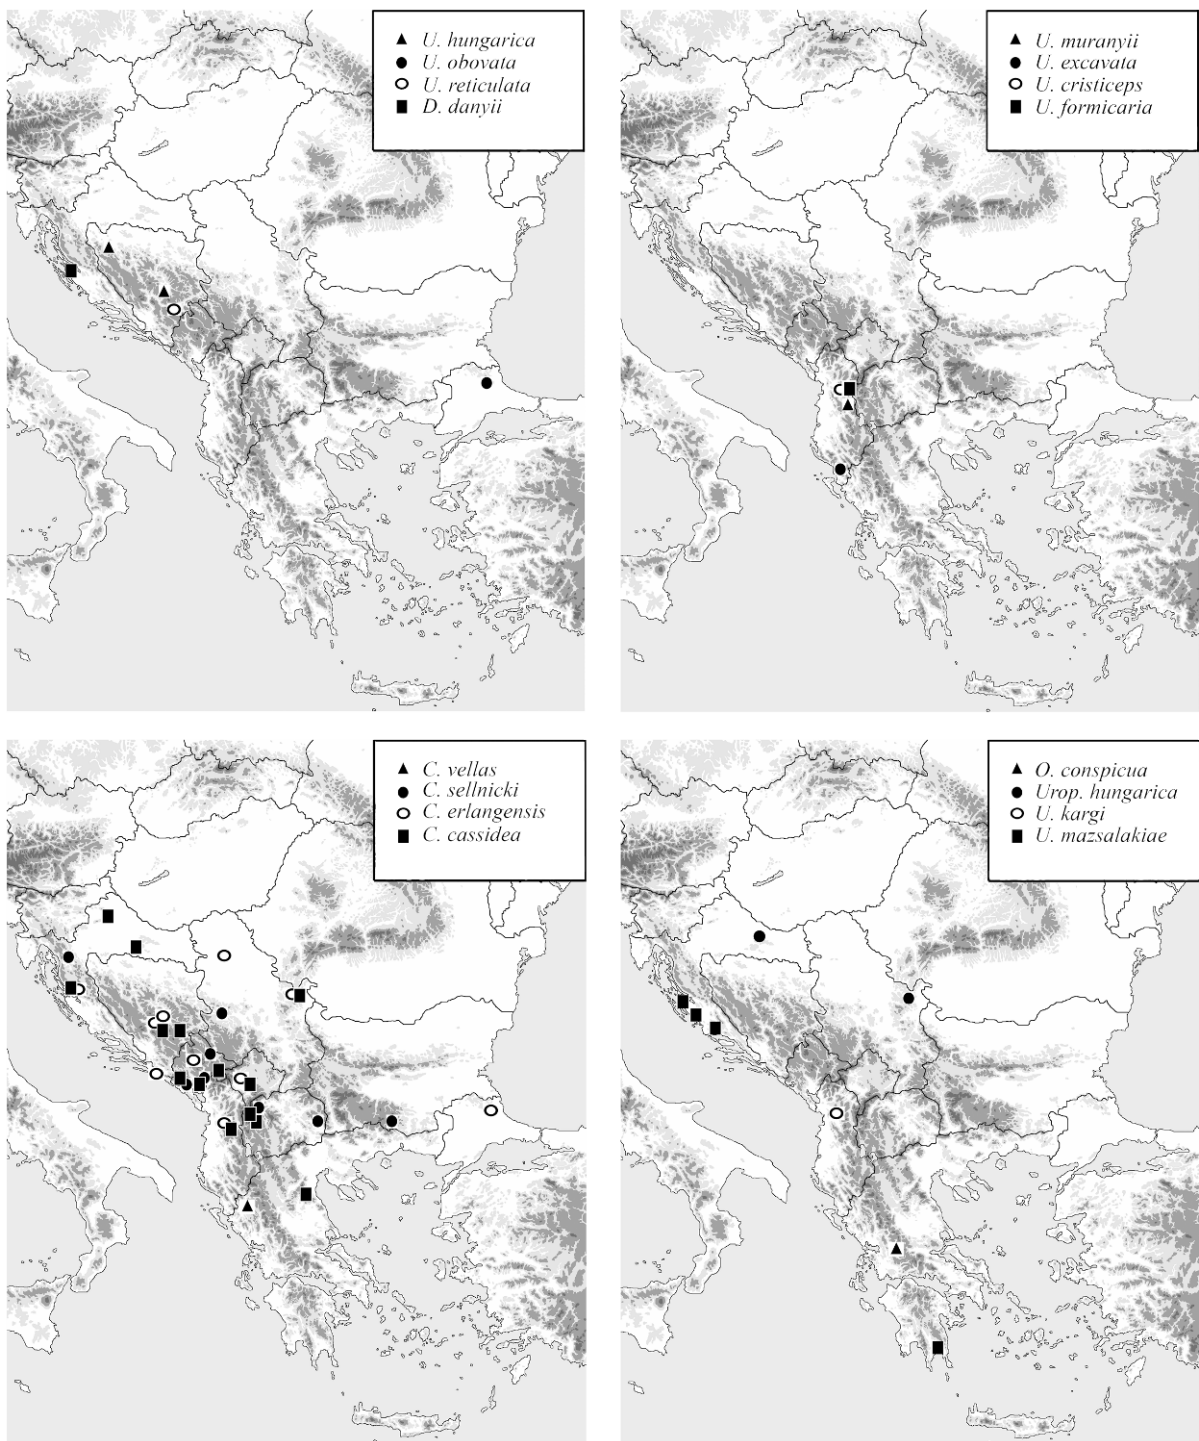 U. hungarica
U. obovata
U. reticulata
D. danyii
U. muranyii
U. excavata
U. cristiceps
U. formicaria
C. vellas
C. sellnicki
C. erlangensis
C. cassidea
O. conspicua
Urop. hungarica
U. kargi
U. mazsalakiae